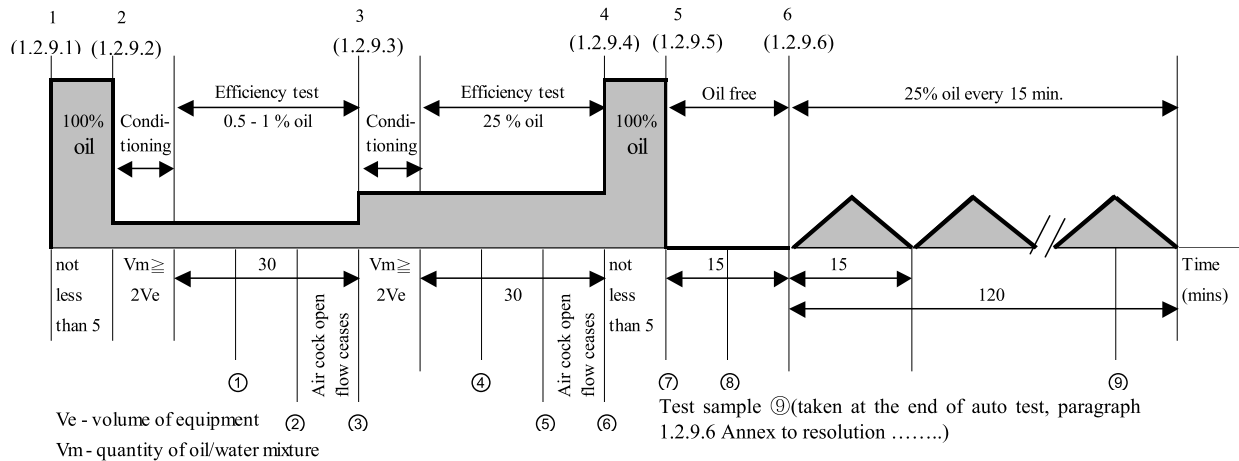 1
2
3
4
5
6
(1.2.9.1)
(1.2.9.2)
(1.2.9.3)
(1.2.9.4)
(1.2.9.5)
(1.2.9.6)
Efficiency test
0.5 - 1 % oil
Efficiency test
25 % oil
Oil free
25% oil every 15 min.
100%
oil
Condi-
tioning
Condi-
tioning
100%
oil
not
less
than 5
Vm≧
2Ve
30
Vm≧
2Ve
30
not
less
than 5
15
15
120
Time
(mins)
Air cock open
flow ceases
Air cock open
flow ceases
①
②
③
④
⑤
⑥
⑦
⑧
⑨
Ve - volume of equipment
Vm - quantity of oil/water mixture
Test sample ⑨(taken at the end of auto test, paragraph
1.2.9.6 Annex to resolution ……..)